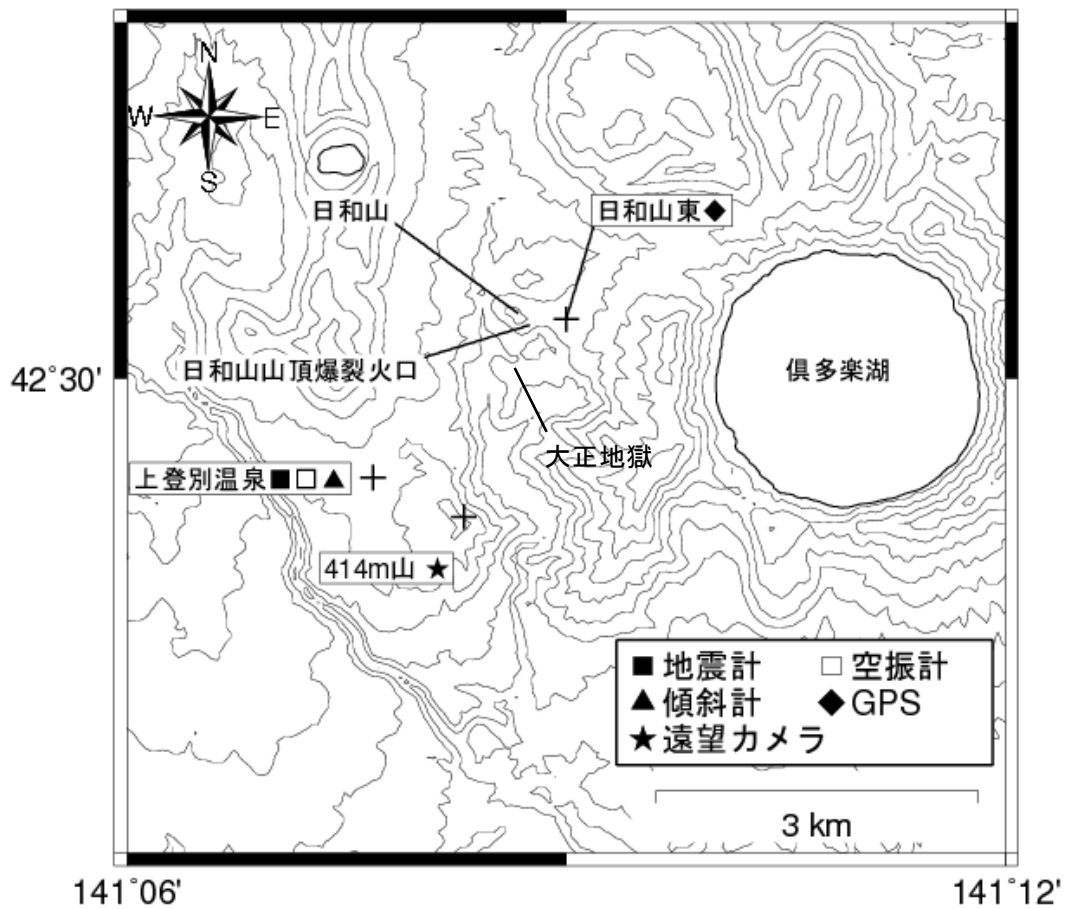 N
W E
S
日和山
日和山東◆
日和山山頂爆裂火口
42°30'
倶多楽湖
大正地獄
上登別温泉■□▲
414m山 ★
■地震計 □空振計
▲傾斜計 ◆GPS
★遠望カメラ
3 km
141°06' 141°12'